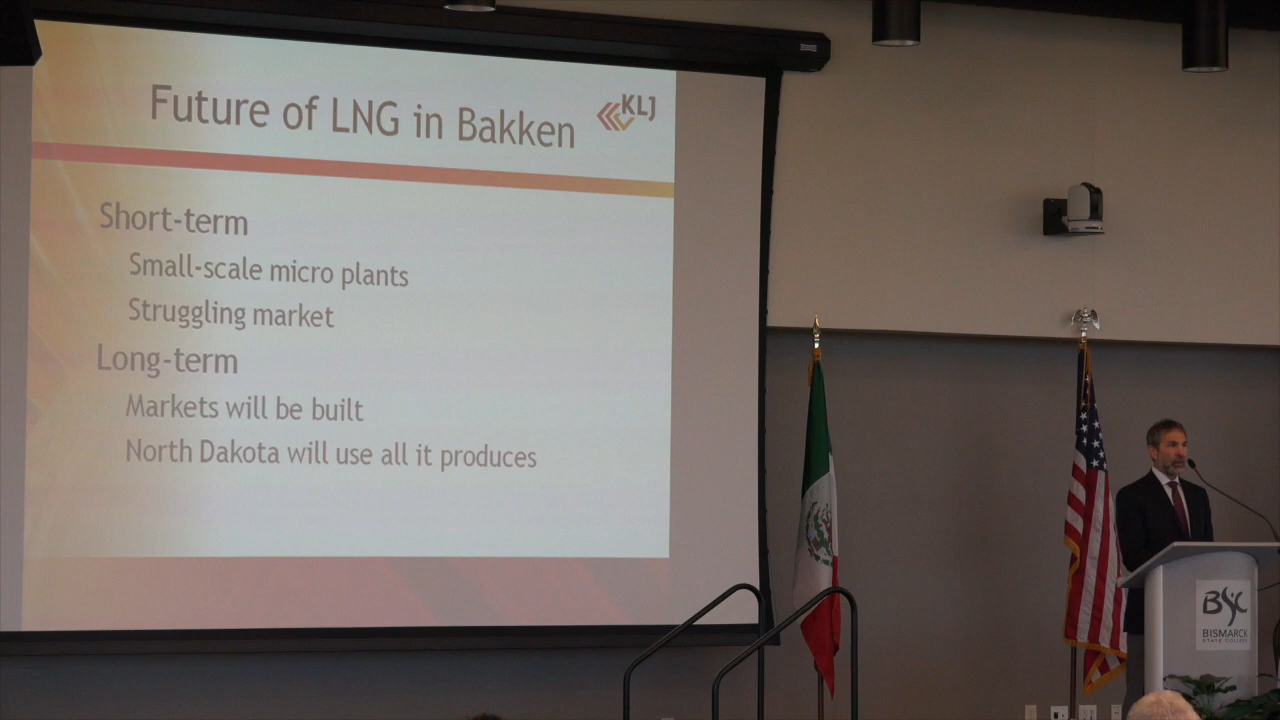 Future of LNG in Bakken
KLJ
Short-term
Small-scale micro plants
Struggling market
Long-term
Markets will be built
North Dakota will use all it produces
BSC
BISMARCK
STATE COLLEGE